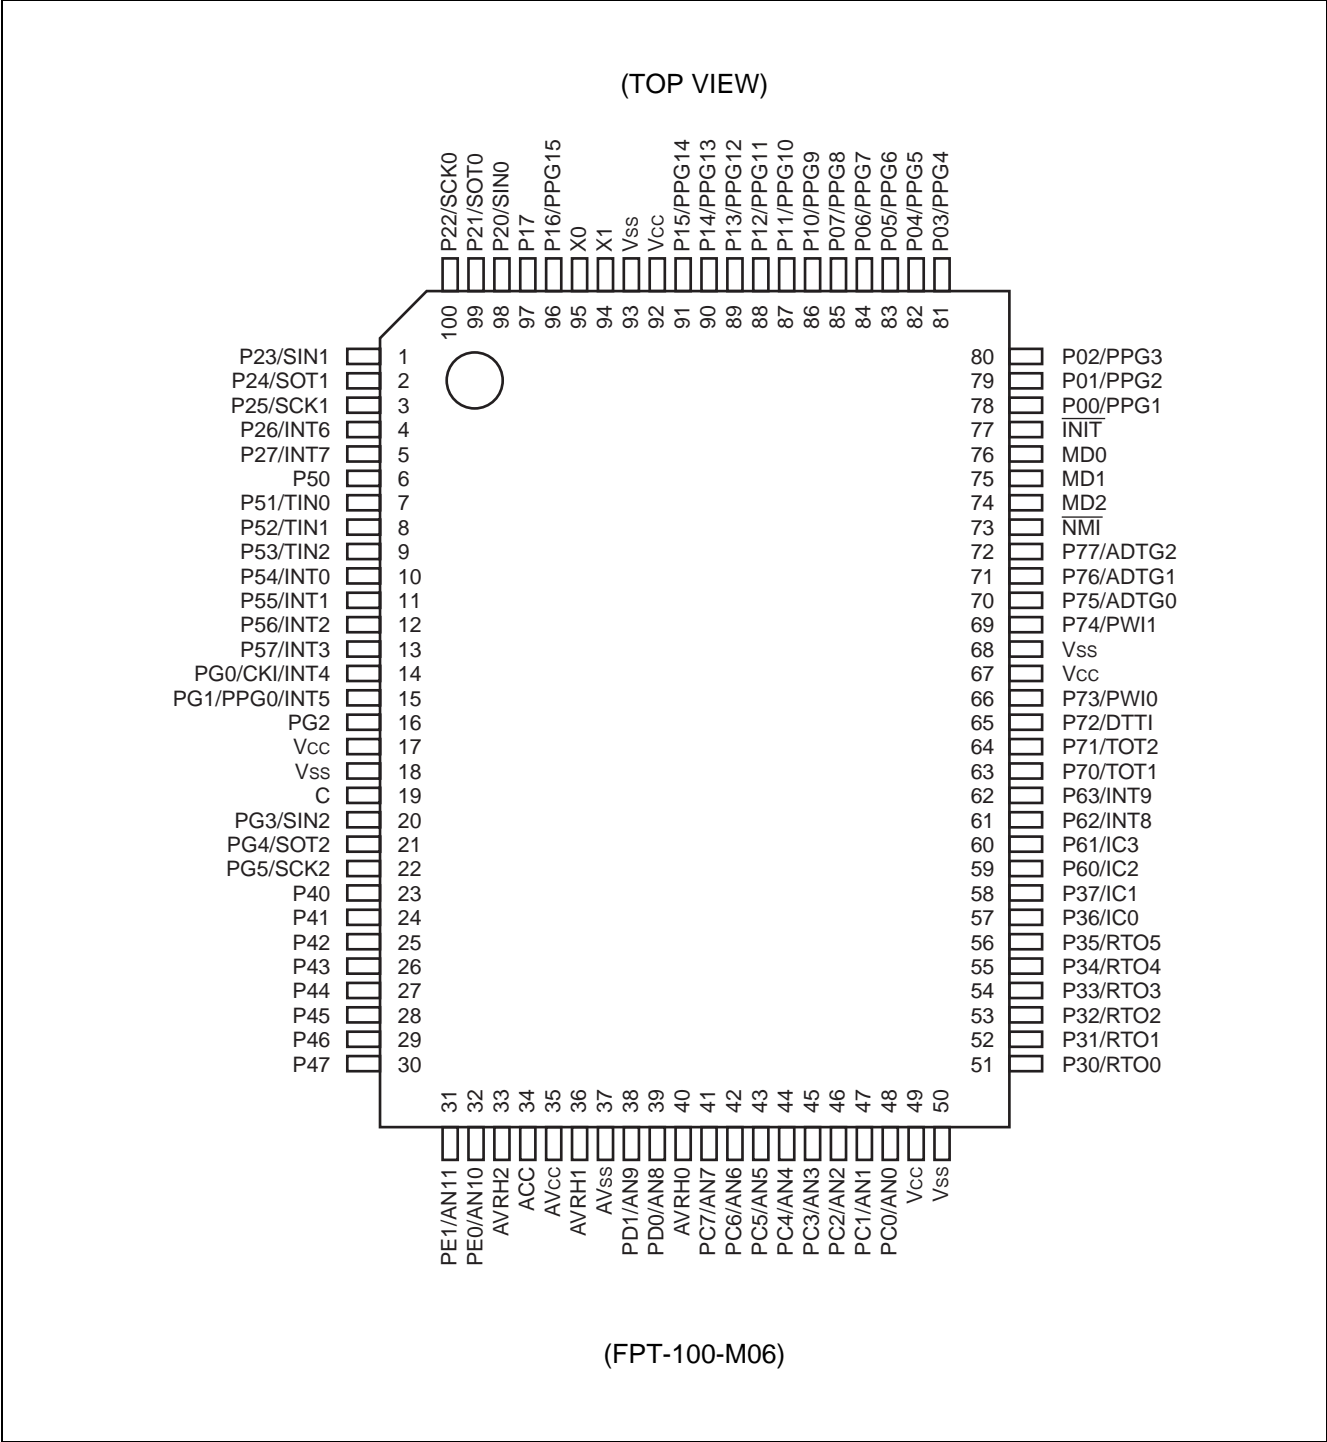 (TOP VIEW)
P22/SCK0
P21/SOT0
P20/SIN0
P17
P16/PPG15
X0
X1
Vss
Vcc
P15/PPG14
P14/PPG13
P13/PPG12
P12/PPG11
P11/PPG10
P10/PPG9
P07/PPG8
P06/PPG7
P05/PPG6
P04/PPG5
P03/PPG4
100
99
98
97
96
95
94
93
92
91
90
89
88
87
86
85
84
83
82
81
P23/SIN1 1
P24/SOT1 2
P25/SCK1 3
P26/INT6 4
P27/INT7 5
P50 6
P51/TIN0 7
P52/TIN1 8
P53/TIN2 9
P54/INT0 10
P55/INT1 11
P56/INT2 12
P57/INT3 13
PG0/CKI/INT4 14
PG1/PPG0/INT5 15
PG2 16
Vcc 17
Vss 18
C 19
PG3/SIN2 20
PG4/SOT2 21
PG5/SCK2 22
P40 23
P41 24
P42 25
P43 26
P44 27
P45 28
P46 29
P47 30
80 P02/PPG3
79 P01/PPG2
78 P00/PPG1
77 INIT
76 MD0
75 MD1
74 MD2
73 NMI
72 P77/ADTG2
71 P76/ADTG1
70 P75/ADTG0
69 P74/PWI1
68 Vss
67 Vcc
66 P73/PWI0
65 P72/DTTI
64 P71/TOT2
63 P70/TOT1
62 P63/INT9
61 P62/INT8
60 P61/IC3
59 P60/IC2
58 P37/IC1
57 P36/IC0
56 P35/RTO5
55 P34/RTO4
54 P33/RTO3
53 P32/RTO2
52 P31/RTO1
51 P30/RTO0
31
32
33
34
35
36
37
38
39
40
41
42
43
44
45
46
47
48
49
50
PE1/AN11
PE0/AN10
AVRH2
ACC
AVcc
AVRH1
AVss
PD1/AN9
PD0/AN8
AVRH0
PC7/AN7
PC6/AN6
PC5/AN5
PC4/AN4
PC3/AN3
PC2/AN2
PC1/AN1
PC0/AN0
Vcc
Vss
(FPT-100-M06)